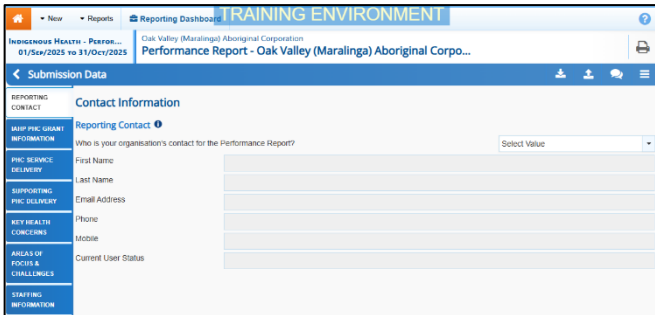 New
Reports
Reporting Dashboard
TRAINING ENVIRONMENT
?
Indigenous Health - Perfor...
01/Sep/2025 to 31/Oct/2025
Oak Valley (Maralinga) Aboriginal Corporation
Performance Report - Oak Valley (Maralinga) Aboriginal Corpo...
Submission Data
REPORTING
CONTACT
IAHP PHC GRANT
INFORMATION
PHC SERVICE
DELIVERY
SUPPORTING
PHC DELIVERY
KEY HEALTH
CONCERNS
AREAS OF
FOCUS &
CHALLENGES
STAFFING
INFORMATION
Contact Information
Reporting Contact
Who is your organisation's contact for the Performance Report?
Select Value
First Name
Last Name
Email Address
Phone
Mobile
Current User Status